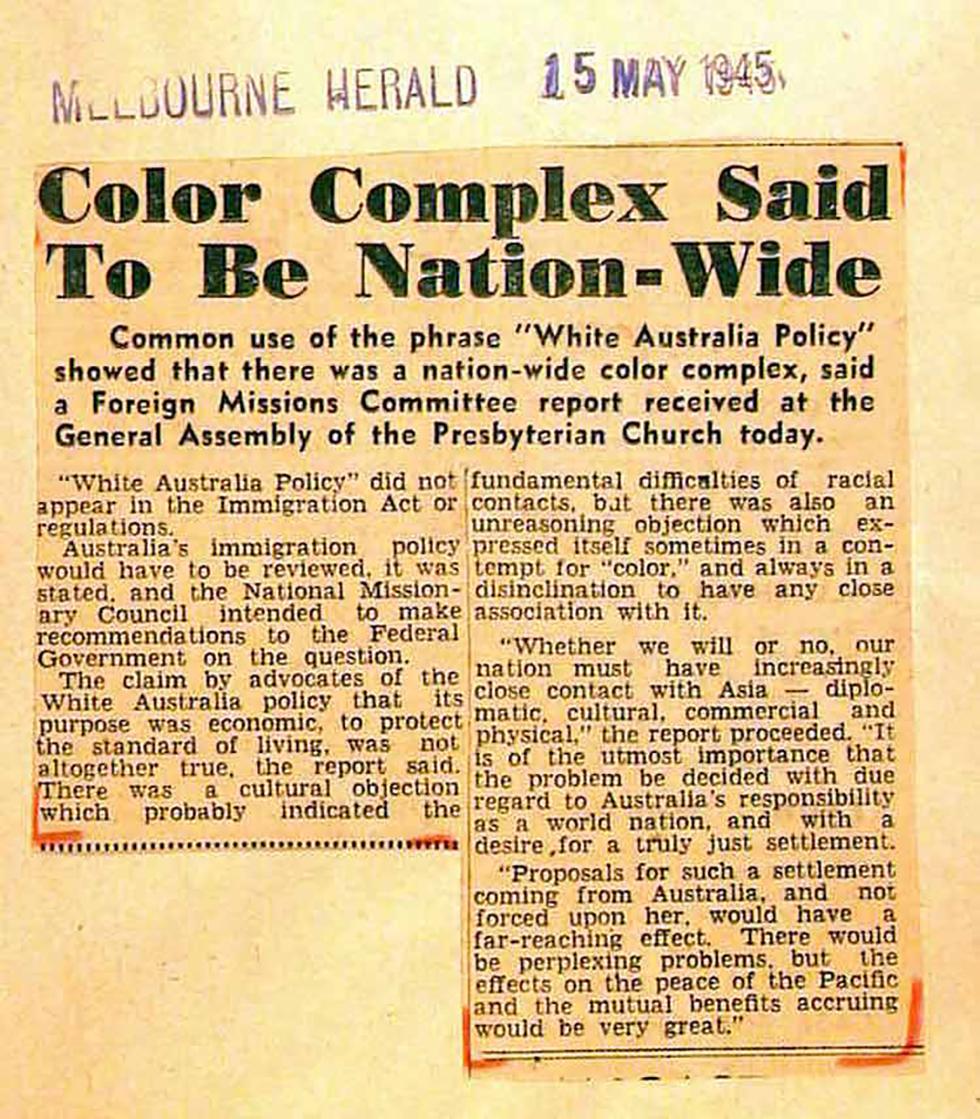 MELBOURNE HERALD 15 MAY 1945
Color Complex Said
To Be Nation-Wide
Common use of the phrase "White Australia Policy"
showed that there was a nation-wide color complex, said
a Foreign Missions Committee report received at the
General Assembly of the Presbyterian Church today.
"White Australia Policy" did not
appear in the Immigration Act or
regulations.
Australia's immigration policy
would have to be reviewed, it was
stated, and the National Mission-
ary Council intended to make
recommendations to the Federal
Government on the question.
The claim by advocates of the
White Australia policy that its
purpose was economic, to protect
the standard of living, was not
altogether true, the report said.
There was a cultural objection
which probably indicated the
fundamental difficulties of racial
contacts, but there was also an
unreasoning objection which ex-
pressed itself sometimes in a con-
tempt for "color," and always in a
disinclination to have any close
association with it.
"Whether we will or no, our
nation must have increasingly
close contact with Asia — diplo-
matic, cultural, commercial and
physical," the report proceeded. "It
is of the utmost importance that
the problem be decided with due
regard to Australia's responsibility
as a world nation, and with a
desire ,for a truly just settlement.
"Proposals for such a settlement
coming from Australia, and not
forced upon her, would have a
far-reaching effect. There would
be perplexing problems, but the
effects on the peace of the Pacific
and the mutual benefits accruing
would be very great."